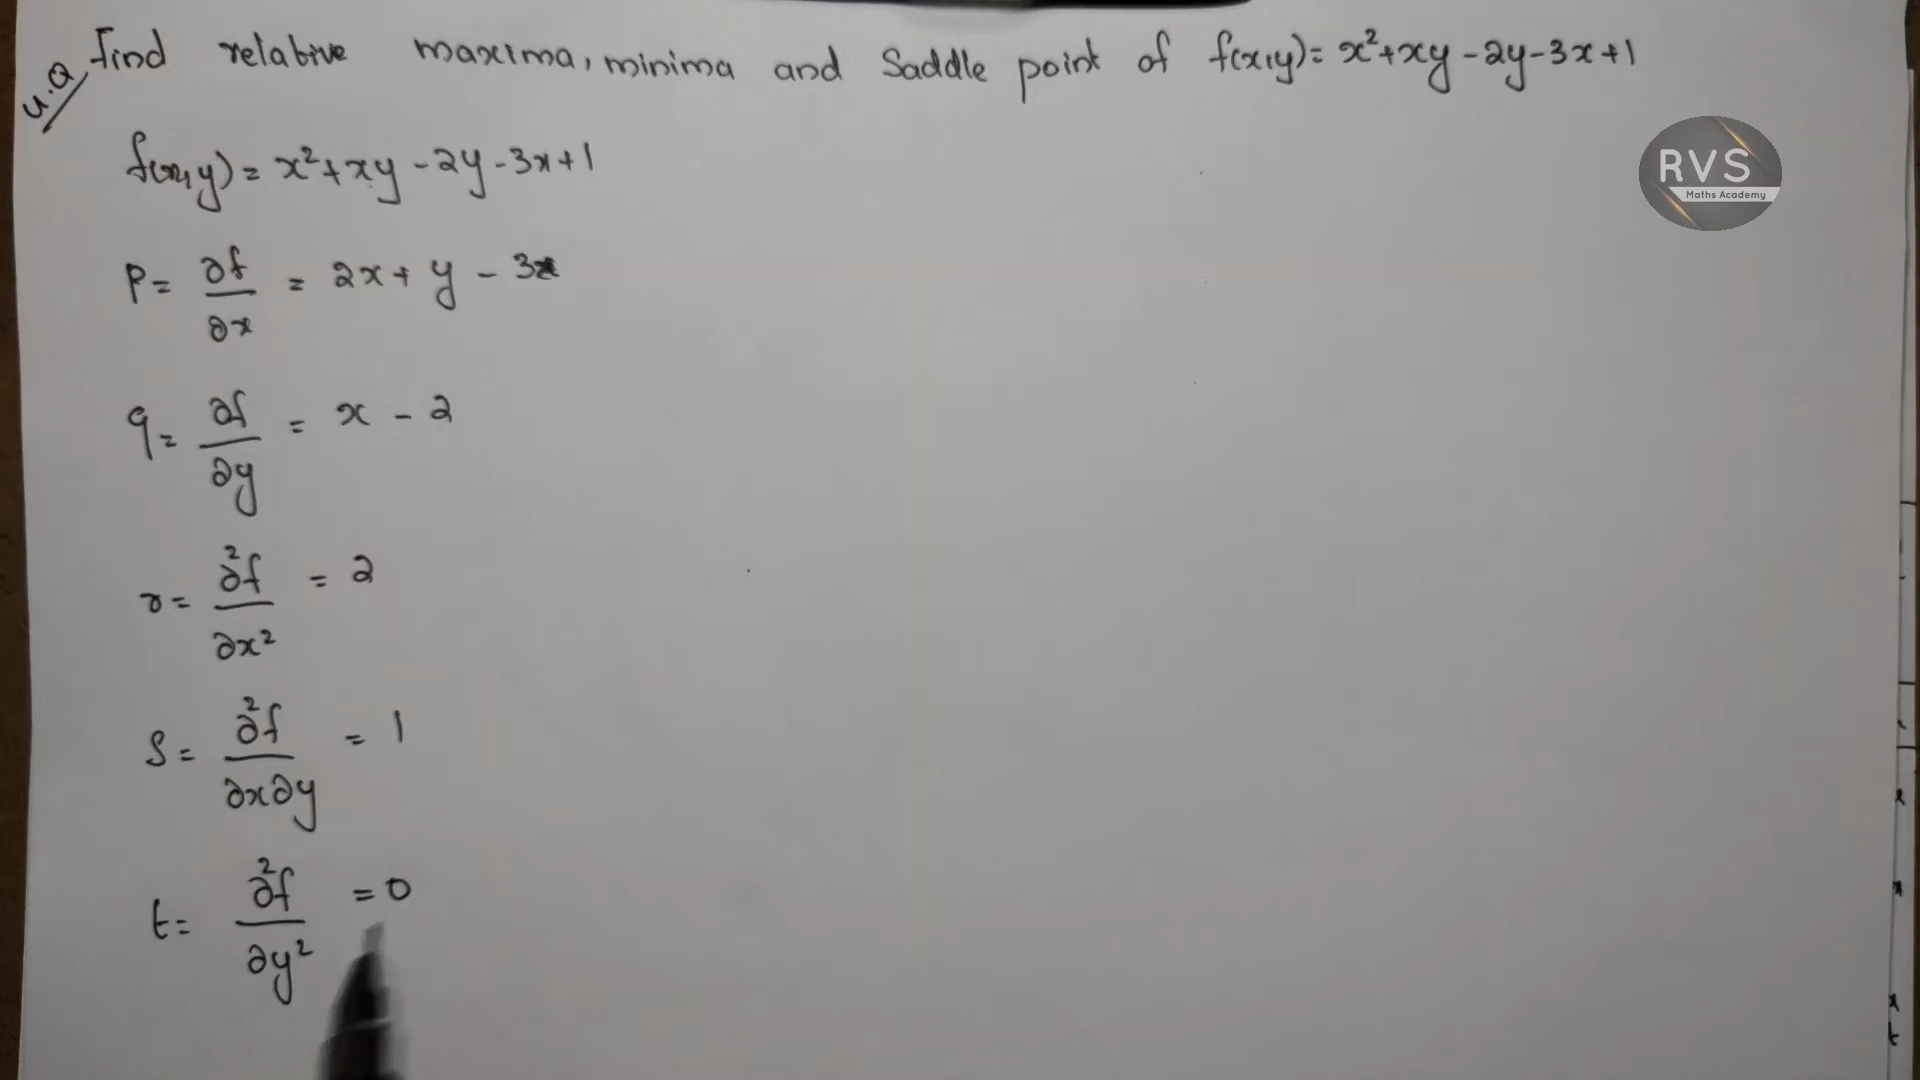 U.Q, Find relative maxima, minima and Saddle point of f(x,y)= x²+xy-2y-3x+1
f(x,y)= x²+xy-2y-3x+1
RVS
Maths Academy
P= ∂f/∂x = 2x+y-3
q= ∂f/∂y = x-2
r= ∂²f/∂x² = 2
S= ∂²f/∂x∂y = 1
t= ∂²f/∂y² =0